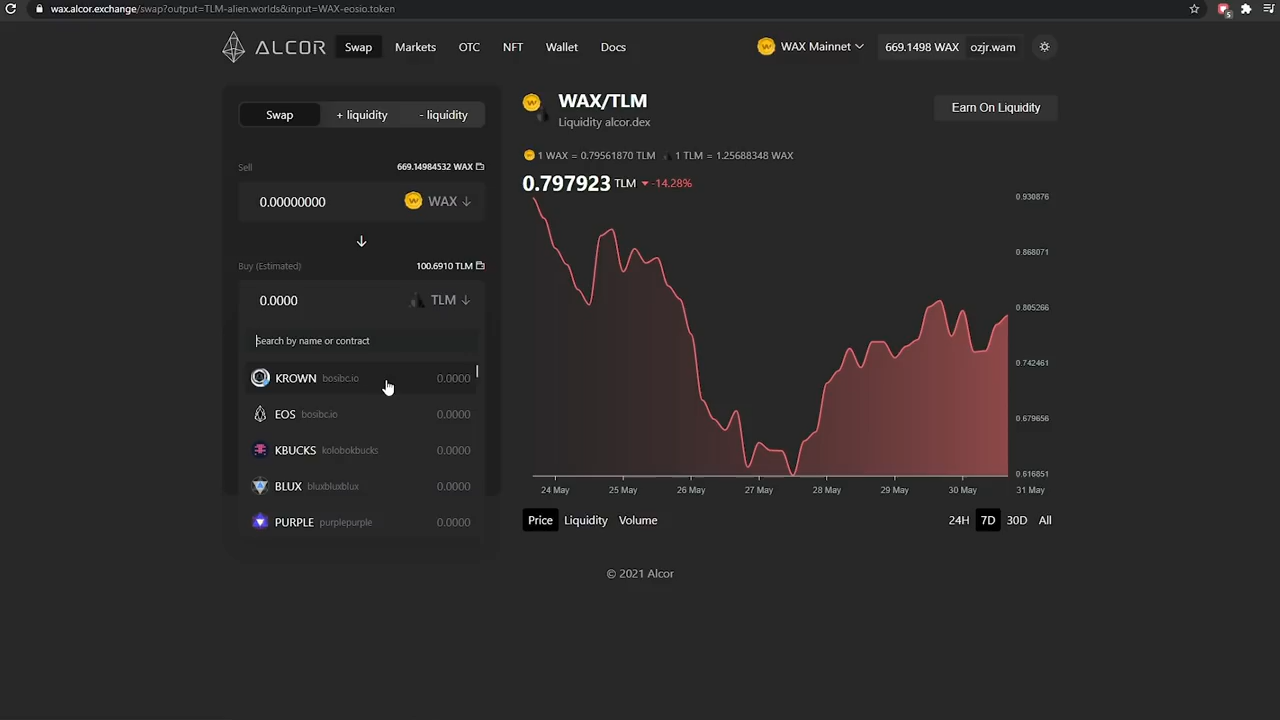 wax.alcor.exchange/swap?output=TLM-alien.worlds&input=WAX-eosio.token
5
ALCOR Swap Markets OTC NFT Wallet Docs WAX Mainnet 669.1498 WAX ozjr.wam
Swap + liquidity - liquidity
Sell 669.14984532 WAX
0.00000000 WAX
Buy (Estimated) 100.6910 TLM
0.0000 TLM
Search by name or contract
KROWN bosibc.io 0.0000
EOS bosibc.io 0.0000
KBUCKS kolobokbucks 0.0000
BLUX bluxbluxblux 0.0000
PURPLE purplepurple 0.0000
WAX/TLM
Liquidity alcor.dex
Earn On Liquidity
1 WAX = 0.79561870 TLM 1 TLM = 1.25688348 WAX
0.797923 TLM -14.28%
0.930876
0.868071
0.805266
0.742461
0.679656
0.616851
24 May 25 May 26 May 27 May 28 May 29 May 30 May 31 May
Price Liquidity Volume 24H 7D 30D All
© 2021 Alcor